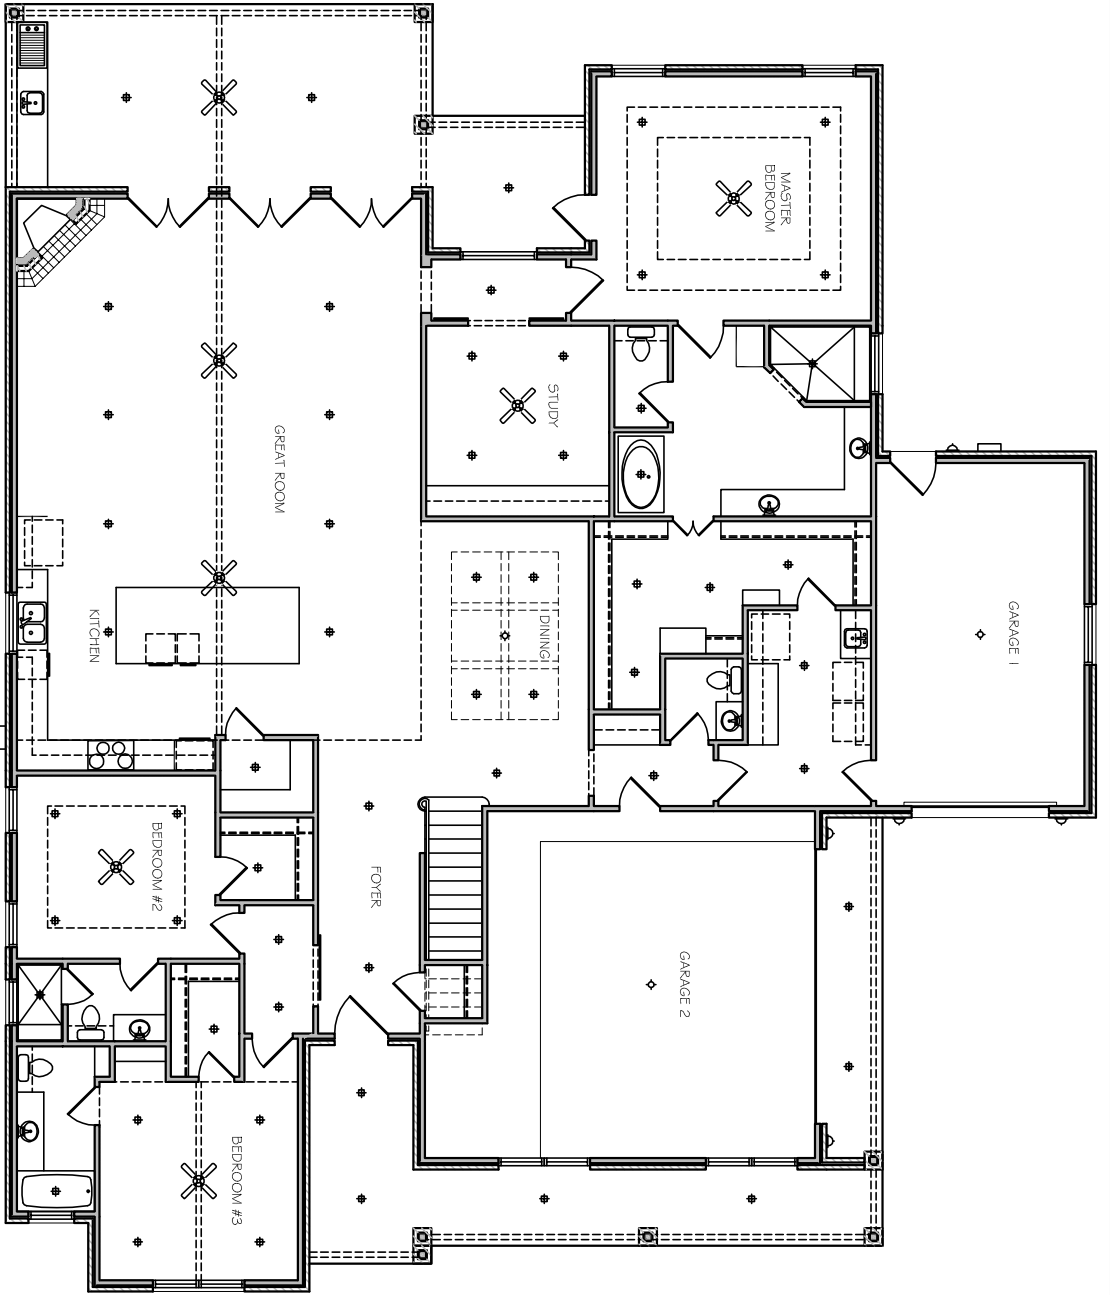 MASTER
BEDROOM
STUDY
GREAT ROOM
KITCHEN
DINING
GARAGE 1
BEDROOM #2
FOYER
GARAGE 2
BEDROOM #3